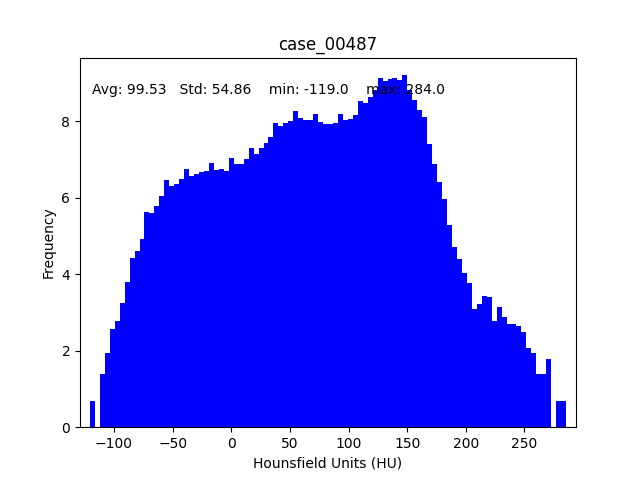 case_00487
Avg: 99.53 Std: 54.86 min: -119.0 max: 284.0
8
6
4
2
0
Frequency
−100 −50 0 50 100 150 200 250
Hounsfield Units (HU)